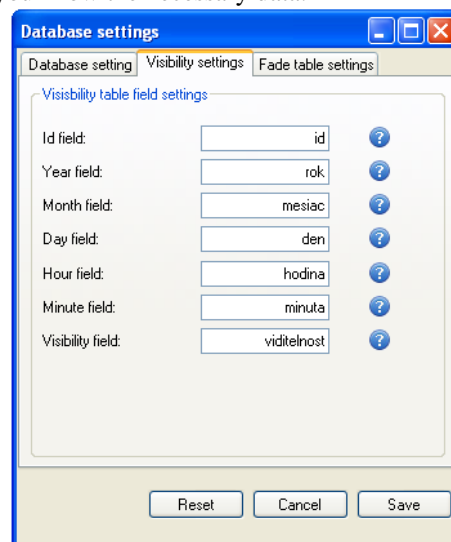 Database settings
Database setting Visibility settings Fade table settings
Visisbility table field settings
Id field: id
Year field: rok
Month field: mesiac
Day field: den
Hour field: hodina
Minute field: minuta
Visibility field: viditelnost
Reset Cancel Save